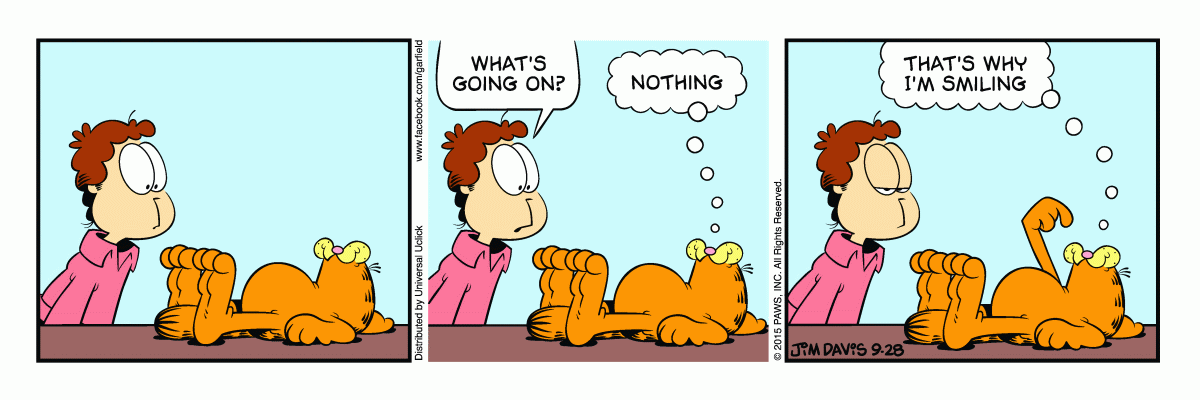 WHAT'S
GOING ON?
NOTHING
THAT'S WHY
I'M SMILING
www.facebook.com/garfield
Distributed by Universal Uclick
© 2015 PAWS, INC. All Rights Reserved.
JIM DAVIS 9-28